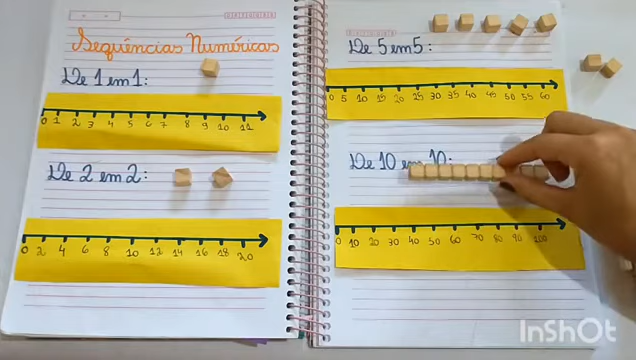 Sequências Numéricas
De 1 em 1:
0 1 2 3 4 5 6 7 8 9 10 11
De 2 em 2:
0 2 4 6 8 10 12 14 16 18 20
De 5 em 5:
0 5 10 15 20 25 30 35 40 45 50 55 60
De 10 em 10:
0 10 20 30 40 50 60 70 80 90 100
InShOt